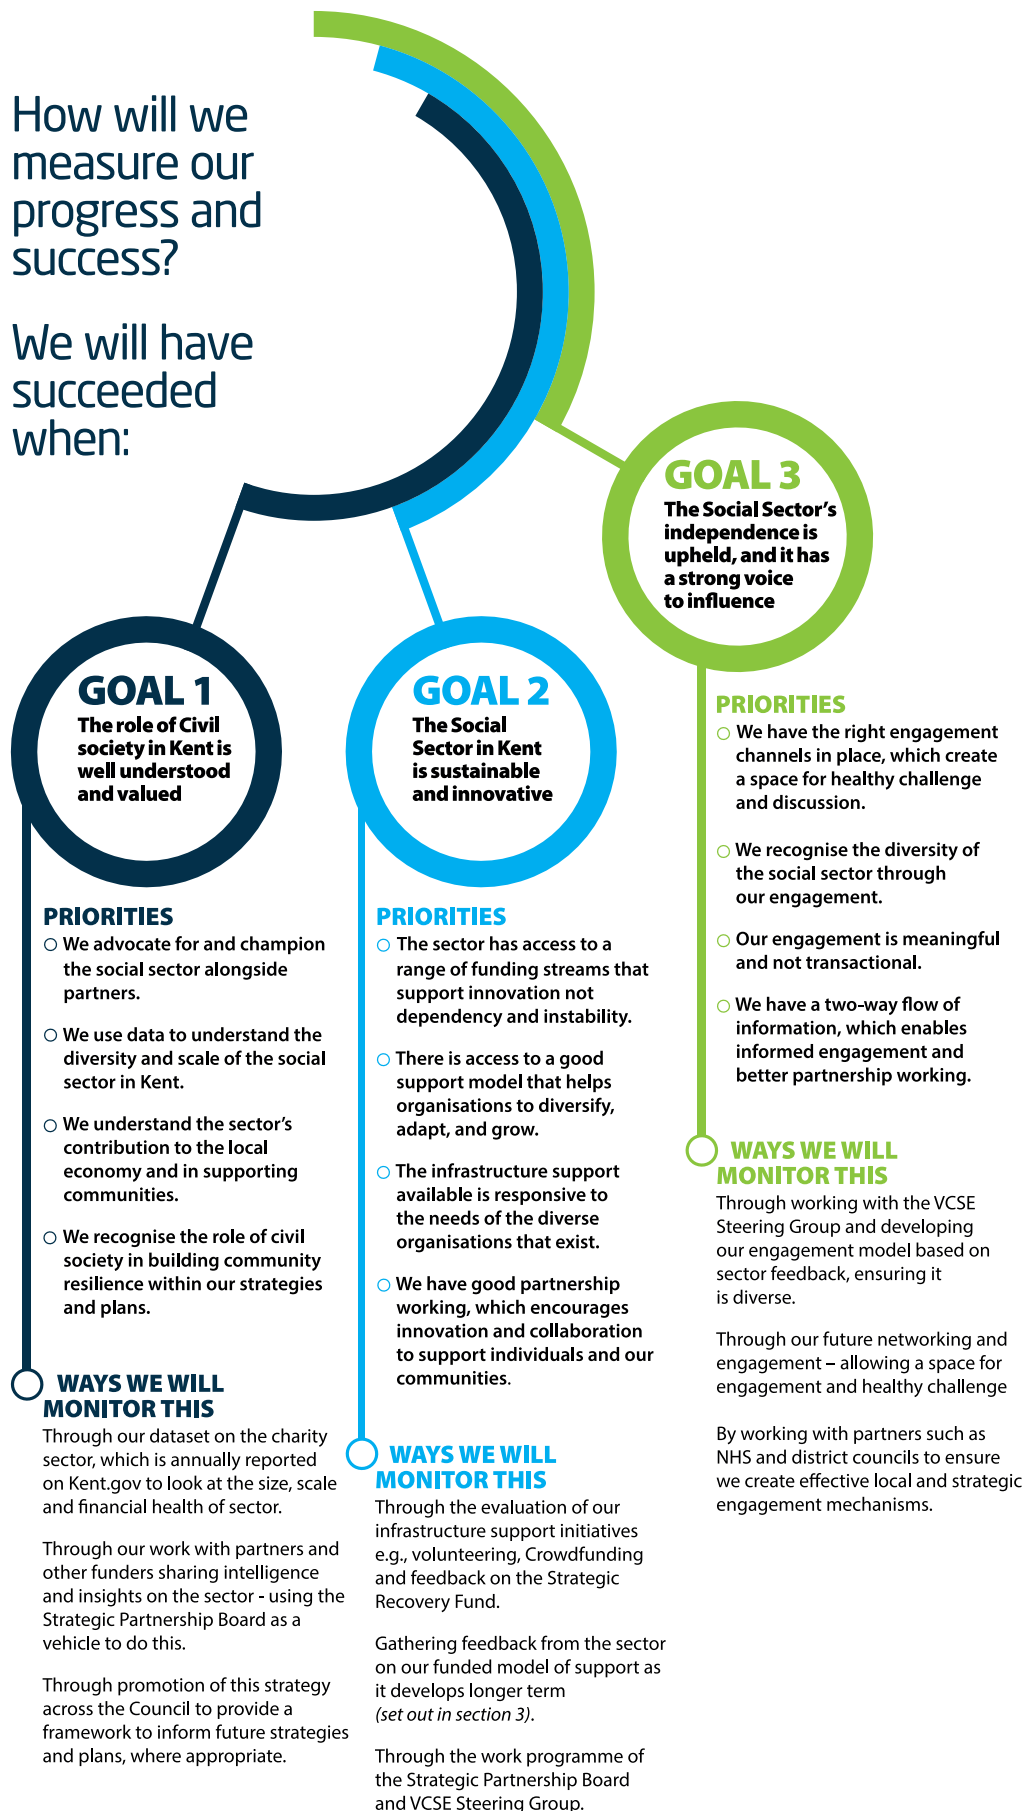 How will we
measure our
progress and
success?
We will have
succeeded
when:
GOAL 1
The role of Civil
society in Kent is
well understood
and valued
PRIORITIES
We advocate for and champion
the social sector alongside
partners.
We use data to understand the
diversity and scale of the social
sector in Kent.
We understand the sector's
contribution to the local
economy and in supporting
communities.
We recognise the role of civil
society in building community
resilience within our strategies
and plans.
WAYS WE WILL
MONITOR THIS
Through our dataset on the charity
sector, which is annually reported
on Kent.gov to look at the size, scale
and financial health of sector.
Through our work with partners and
other funders sharing intelligence
and insights on the sector - using the
Strategic Partnership Board as a
vehicle to do this.
Through promotion of this strategy
across the Council to provide a
framework to inform future strategies
and plans, where appropriate.
GOAL 2
The Social
Sector in Kent
is sustainable
and innovative
PRIORITIES
The sector has access to a
range of funding streams that
support innovation not
dependency and instability.
There is access to a good
support model that helps
organisations to diversify,
adapt, and grow.
The infrastructure support
available is responsive to
the needs of the diverse
organisations that exist.
We have good partnership
working, which encourages
innovation and collaboration
to support individuals and our
communities.
WAYS WE WILL
MONITOR THIS
Through the evaluation of our
infrastructure support initiatives
e.g., volunteering, Crowdfunding
and feedback on the Strategic
Recovery Fund.
Gathering feedback from the sector
on our funded model of support as
it develops longer term
(set out in section 3).
Through the work programme of
the Strategic Partnership Board
and VCSE Steering Group.
GOAL 3
The Social Sector's
independence is
upheld, and it has
a strong voice
to influence
PRIORITIES
We have the right engagement
channels in place, which create
a space for healthy challenge
and discussion.
We recognise the diversity of
the social sector through
our engagement.
Our engagement is meaningful
and not transactional.
We have a two-way flow of
information, which enables
informed engagement and
better partnership working.
WAYS WE WILL
MONITOR THIS
Through working with the VCSE
Steering Group and developing
our engagement model based on
sector feedback, ensuring it
is diverse.
Through our future networking and
engagement – allowing a space for
engagement and healthy challenge
By working with partners such as
NHS and district councils to ensure
we create effective local and strategic
engagement mechanisms.